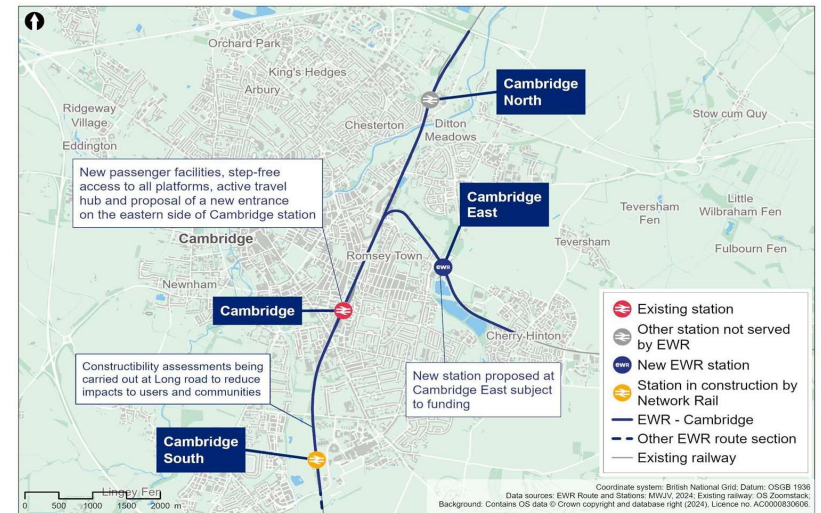 Orchard Park
King's Hedges
Arbury
Cambridge
North
Ridgeway
Village
Stow cum Quy
Chesterton
Ditton
Meadows
Eddington
New passenger facilities, step-free
access to all platforms, active travel
hub and proposal of a new entrance
on the eastern side of Cambridge station
Cambridge
East
Little
Wilbraham Fen
Teversham
Fen
Cambridge
Teversham
Fulbourn Fen
Romsey Town
ewr
Newnham
Cambridge
Cherry Hinton
Existing station
Other station not served
by EWR
ewr
New EWR station
Station in construction by
Network Rail
EWR - Cambridge
Other EWR route section
Existing railway
Constructibility assessments being
carried out at Long road to reduce
impacts to users and communities
New station proposed at
Cambridge East subject
to funding
Cambridge
South
Lingey Fen
0 500 1000 1500 2000 m
Coordinate system: British National Grid; Datum: OSGB 1936
Data sources: EWR Route and Stations: MWJV, 2024; Existing railway: OS Zoomstack;
Background: Contains OS data © Crown copyright and database right (2024). Licence no. AC0000830606.